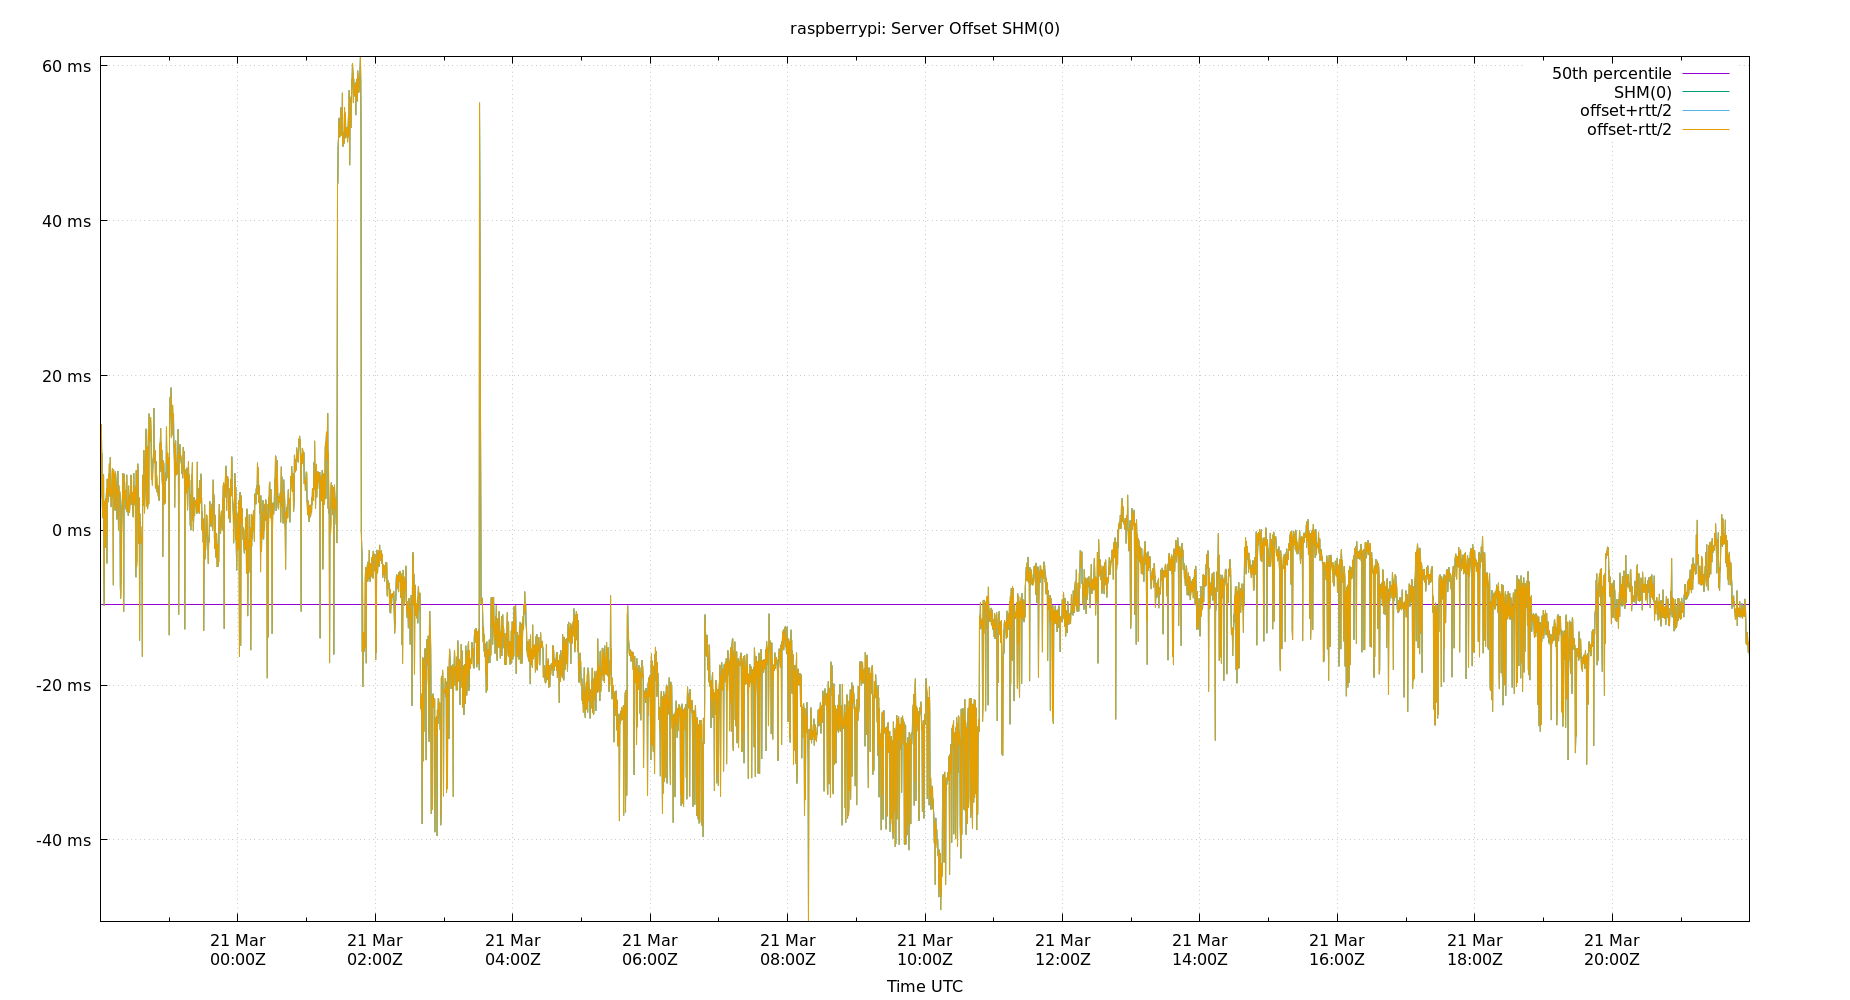 raspberrypi: Server Offset SHM(0)
60 ms
40 ms
20 ms
0 ms
-20 ms
-40 ms
50th percentile
SHM(0)
offset+rtt/2
offset-rtt/2
21 Mar 21 Mar 21 Mar 21 Mar 21 Mar 21 Mar 21 Mar 21 Mar 21 Mar 21 Mar 21 Mar
00:00Z 02:00Z 04:00Z 06:00Z 08:00Z 10:00Z 12:00Z 14:00Z 16:00Z 18:00Z 20:00Z
Time UTC